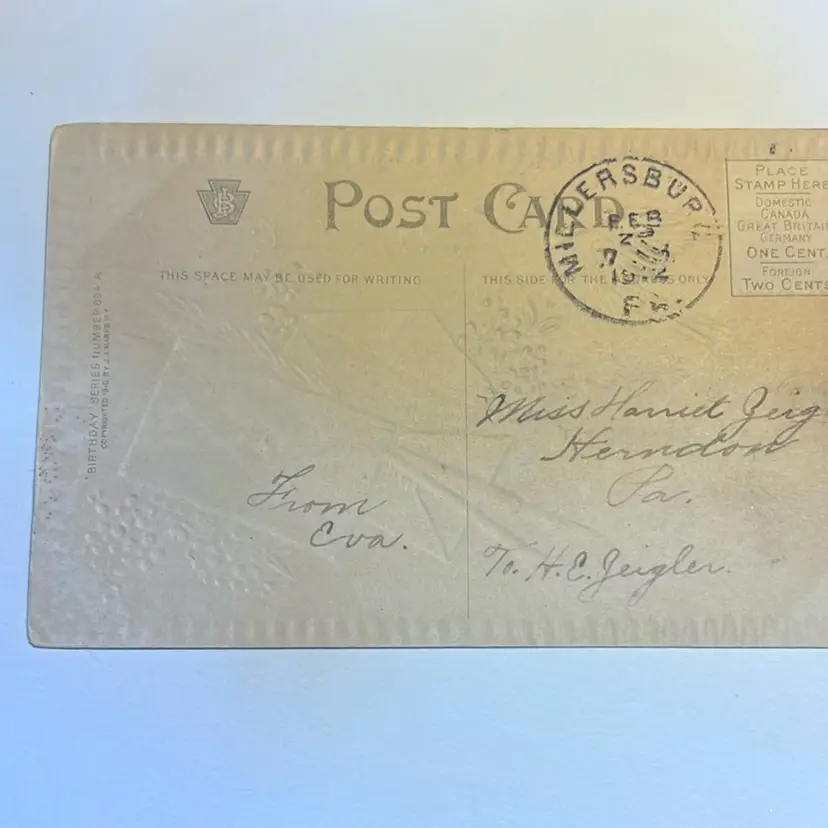 POST CARD
THIS SPACE MAY BE USED FOR WRITING
THIS SIDE FOR THE ADDRESS ONLY
MILLERSBURG
FEB
PLACE
STAMP HERE
DOMESTIC
CANADA
GREAT BRITAIN
GERMANY
ONE CENT.
FOREIGN
TWO CENTS
BIRTHDAY SERIES NUMBER 694 A
From
Eva.
Miss Harriet Zeig
Herndon
Pa.
To. H. E. Zeigler.